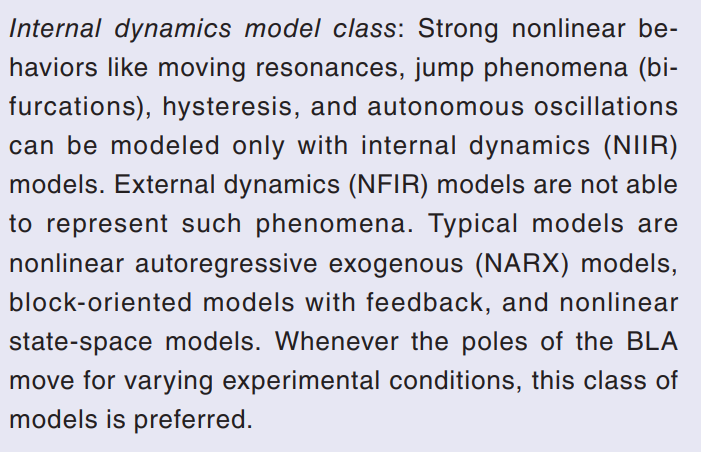 Internal dynamics model class: Strong nonlinear be-
haviors like moving resonances, jump phenomena (bi-
furcations), hysteresis, and autonomous oscillations
can be modeled only with internal dynamics (NIIR)
models. External dynamics (NFIR) models are not able
to represent such phenomena. Typical models are
nonlinear autoregressive exogenous (NARX) models,
block-oriented models with feedback, and nonlinear
state-space models. Whenever the poles of the BLA
move for varying experimental conditions, this class of
models is preferred.